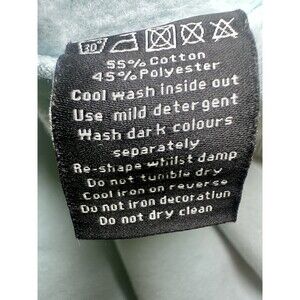 30°
55% Cotton
45% Polyester
Cool wash inside out
Use mild detergent
Wash dark colours
separately
Re-shape whilst damp
Do not tumble dry
Cool iron on reverse
Do not iron decoration
Do not dry clean